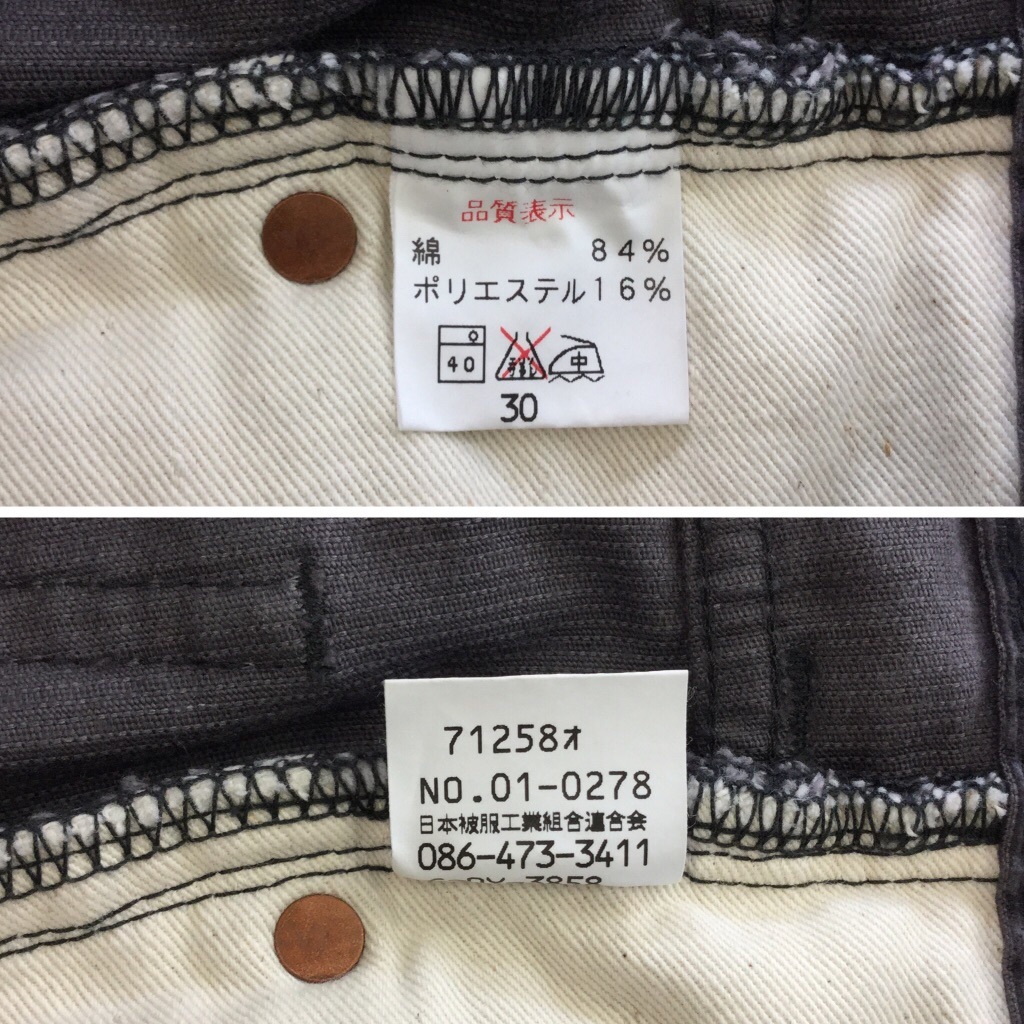 品質表示
綿 84%
ポリエステル16%
40 中
30
71258オ
NO.01-0278
日本被服工業組合連合会
086-473-3411